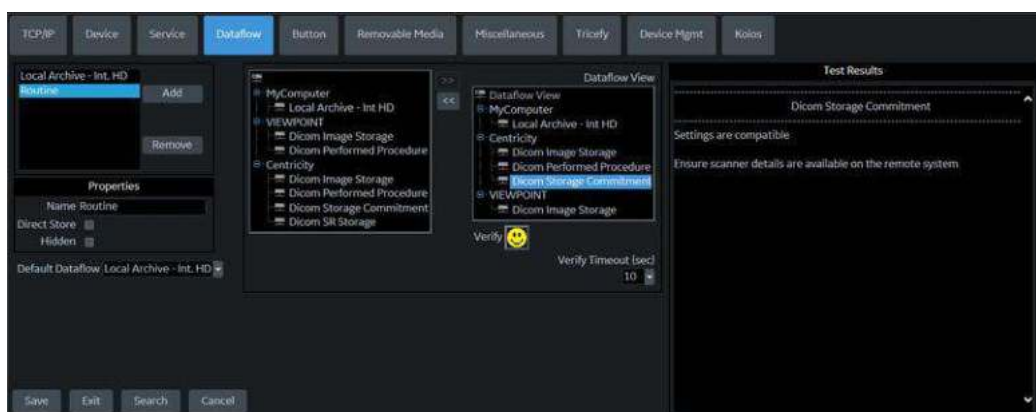 TCP/IP Device Service Dataflow Button Removable Media Miscellaneous Tricefy Device Mgmt Koios
Local Archive - Int. HD
Routine
Add
Remove
Properties
Name Routine
Direct Store
Hidden
Default Dataflow Local Archive - Int. HD
MyComputer
Local Archive - Int HD
VIEWPOINT
Dicom Image Storage
Dicom Performed Procedure
Centricity
Dicom Image Storage
Dicom Performed Procedure
Dicom Storage Commitment
Dicom SR Storage
>>
<<
Dataflow View
Dataflow View
MyComputer
Local Archive - Int HD
Centricity
Dicom Image Storage
Dicom Performed Procedure
Dicom Storage Commitment
VIEWPOINT
Dicom Image Storage
Verify
Verify Timeout (sec)
10
Test Results
Dicom Storage Commitment
Settings are compatible
Ensure scanner details are available on the remote system
Save Exit Search Cancel